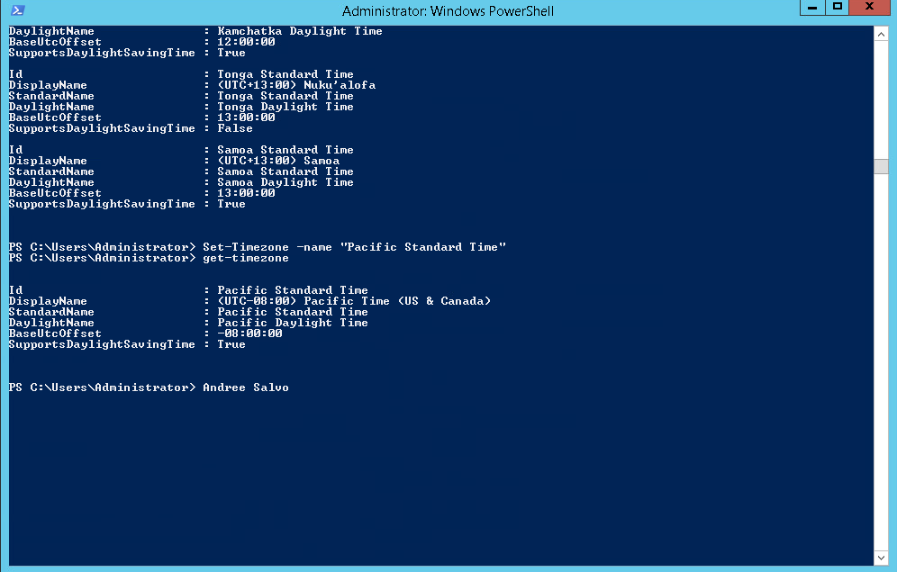 Administrator: Windows PowerShell
DaylightName               : Kamchatka Daylight Time
BaseUtcOffset              : 12:00:00
SupportsDaylightSavingTime : True
Id                         : Tonga Standard Time
DisplayName                : (UTC+13:00) Nuku'alofa
StandardName               : Tonga Standard Time
DaylightName               : Tonga Daylight Time
BaseUtcOffset              : 13:00:00
SupportsDaylightSavingTime : False
Id                         : Samoa Standard Time
DisplayName                : (UTC+13:00) Samoa
StandardName               : Samoa Standard Time
DaylightName               : Samoa Daylight Time
BaseUtcOffset              : 13:00:00
SupportsDaylightSavingTime : True
PS C:\Users\Administrator> Set-Timezone -name "Pacific Standard Time"
PS C:\Users\Administrator> get-timezone
Id                         : Pacific Standard Time
DisplayName                : (UTC-08:00) Pacific Time (US & Canada)
StandardName               : Pacific Standard Time
DaylightName               : Pacific Daylight Time
BaseUtcOffset              : -08:00:00
SupportsDaylightSavingTime : True
PS C:\Users\Administrator> Andree Salvo